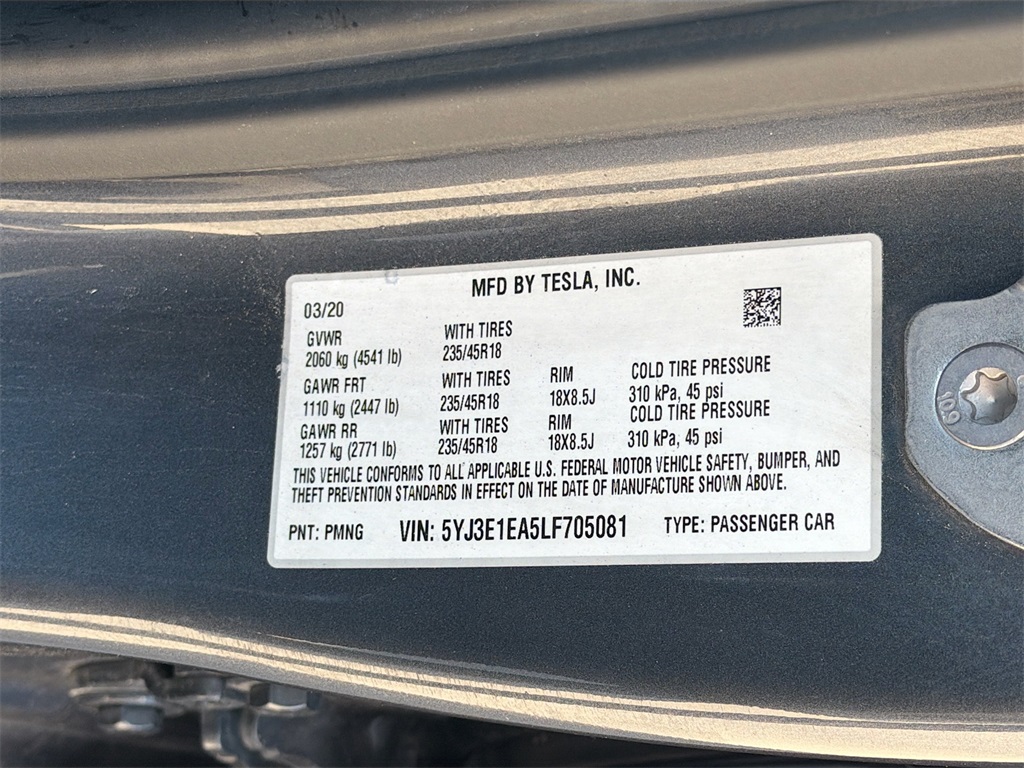 MFD BY TESLA, INC.
03/20
GVWR WITH TIRES
2060 kg (4541 lb) 235/45R18
GAWR FRT WITH TIRES RIM COLD TIRE PRESSURE
1110 kg (2447 lb) 235/45R18 18X8.5J 310 kPa, 45 psi
GAWR RR WITH TIRES RIM COLD TIRE PRESSURE
1257 kg (2771 lb) 235/45R18 18X8.5J 310 kPa, 45 psi
THIS VEHICLE CONFORMS TO ALL APPLICABLE U.S. FEDERAL MOTOR VEHICLE SAFETY, BUMPER, AND
THEFT PREVENTION STANDARDS IN EFFECT ON THE DATE OF MANUFACTURE SHOWN ABOVE.
PNT: PMNG VIN: 5YJ3E1EA5LF705081 TYPE: PASSENGER CAR
10.9